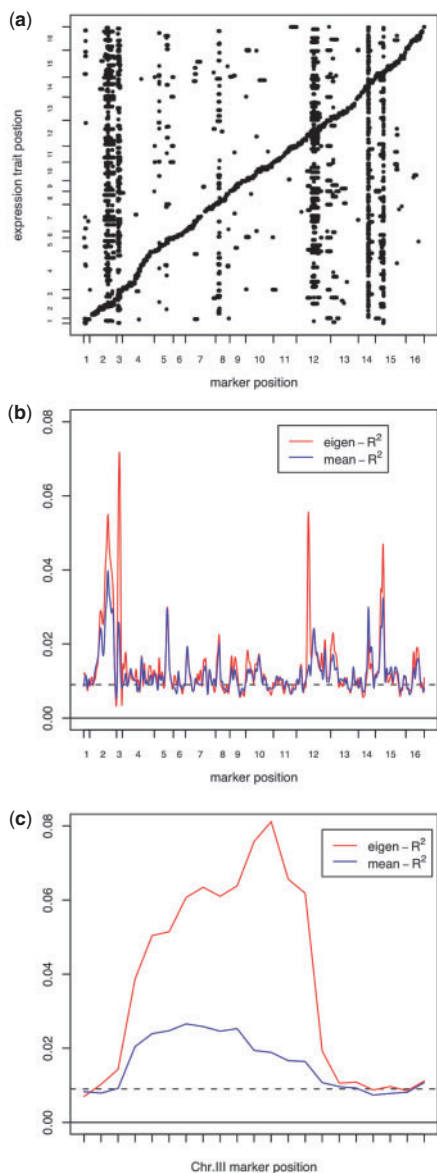 (a)
expression trait postion
16
15
14
13
12
11
10
9
8
7
6
5
4
3
2
1
1 2 3 4 5 6 7 8 9 10 11 12 13 14 15 16
marker position
(b)
0.08
0.06
0.04
0.02
0.00
eigen – R²
mean – R²
1 2 3 4 5 6 7 8 9 10 11 12 13 14 15 16
marker position
(c)
0.08
0.06
0.04
0.02
0.00
eigen – R²
mean – R²
Chr.III marker position